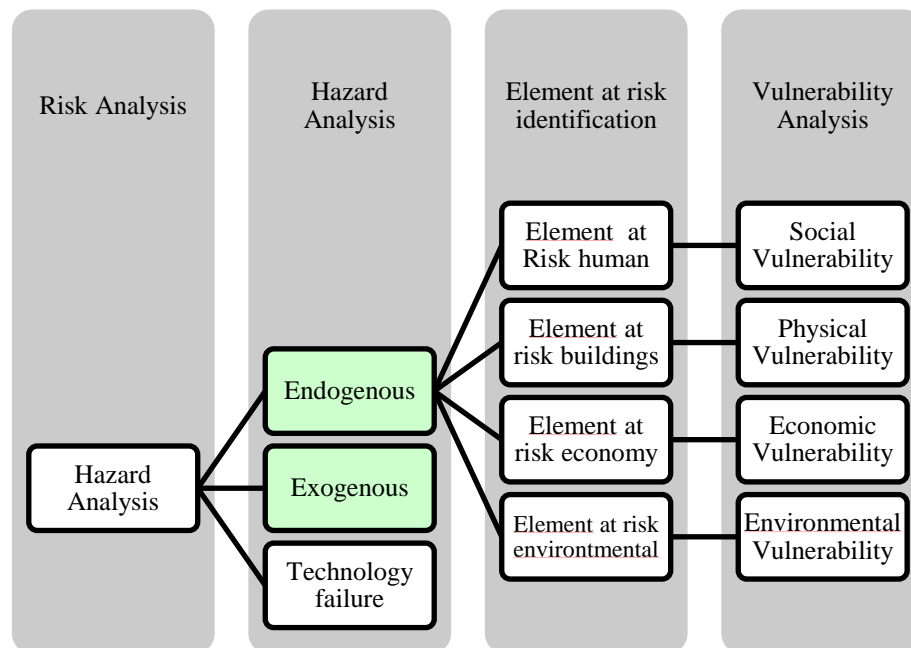 Risk Analysis
Hazard
Analysis
Element at risk
identification
Vulnerability
Analysis
Hazard
Analysis
Endogenous
Exogenous
Technology
failure
Element at
Risk human
Element at
risk buildings
Element at
risk economy
Element at risk
environtmental
Social
Vulnerability
Physical
Vulnerability
Economic
Vulnerability
Environmental
Vulnerability